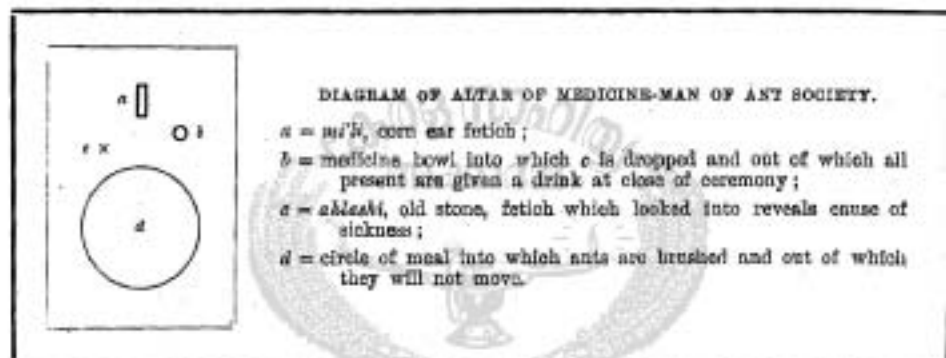 a
b
c ×
d
DIAGRAM OF ALTAR OF MEDICINE-MAN OF ANT SOCIETY.
a = mi'li, corn ear fetich;
b = medicine bowl into which c is dropped and out of which all
present are given a drink at close of ceremony;
c = ahlashi, old stone, fetich which looked into reveals cause of
sickness;
d = circle of meal into which ants are brushed and out of which
they will not move.